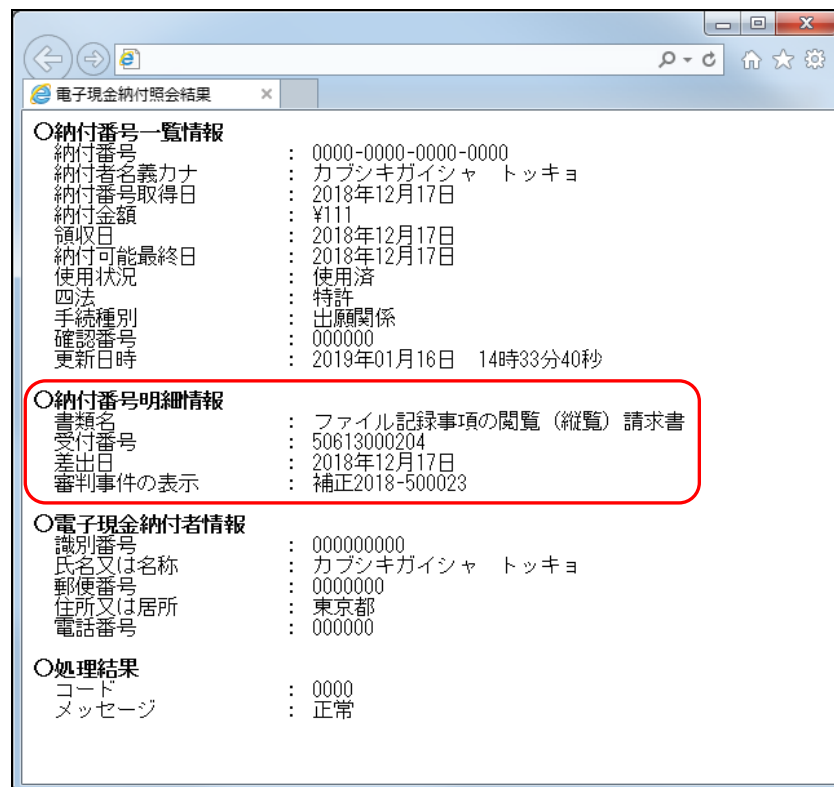 電子現金納付照会結果
○納付番号一覧情報
納付番号 : 0000-0000-0000-0000
納付者名義カナ : カブシキガイシャ トッキョ
納付番号取得日 : 2018年12月17日
納付金額 : ¥111
領収日 : 2018年12月17日
納付可能最終日 : 2018年12月17日
使用状況 : 使用済
四法 : 特許
手続種別 : 出願関係
確認番号 : 000000
更新日時 : 2019年01月16日 14時33分40秒
○納付番号明細情報
書類名 : ファイル記録事項の閲覧（縦覧）請求書
受付番号 : 50613000204
差出日 : 2018年12月17日
審判事件の表示 : 補正2018-500023
○電子現金納付者情報
識別番号 : 000000000
氏名又は名称 : カブシキガイシャ トッキョ
郵便番号 : 0000000
住所又は居所 : 東京都
電話番号 : 000000
○処理結果
コード : 0000
メッセージ : 正常